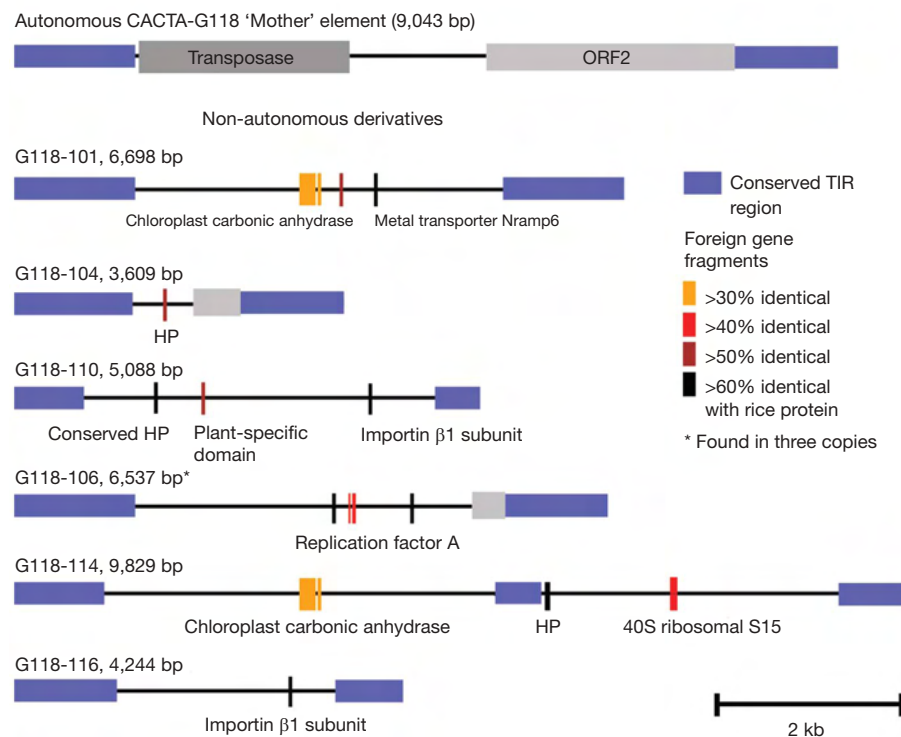 Autonomous CACTA-G118 ‘Mother’ element (9,043 bp)
Transposase
ORF2
Non-autonomous derivatives
G118-101, 6,698 bp
Chloroplast carbonic anhydrase
Metal transporter Nramp6
G118-104, 3,609 bp
HP
G118-110, 5,088 bp
Conserved HP
Plant-specific
domain
Importin β1 subunit
G118-106, 6,537 bp*
Replication factor A
G118-114, 9,829 bp
Chloroplast carbonic anhydrase
HP
40S ribosomal S15
G118-116, 4,244 bp
Importin β1 subunit
Conserved TIR
region
Foreign gene
fragments
>30% identical
>40% identical
>50% identical
>60% identical
with rice protein
* Found in three copies
2 kb